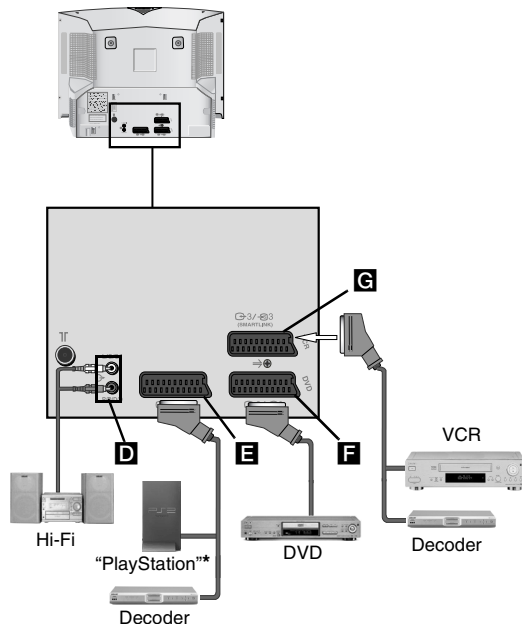 G
3/ 3
(SMARTLINK)
DVD
D
E
F
VCR
Hi-Fi
"PlayStation"*
DVD
Decoder
Decoder